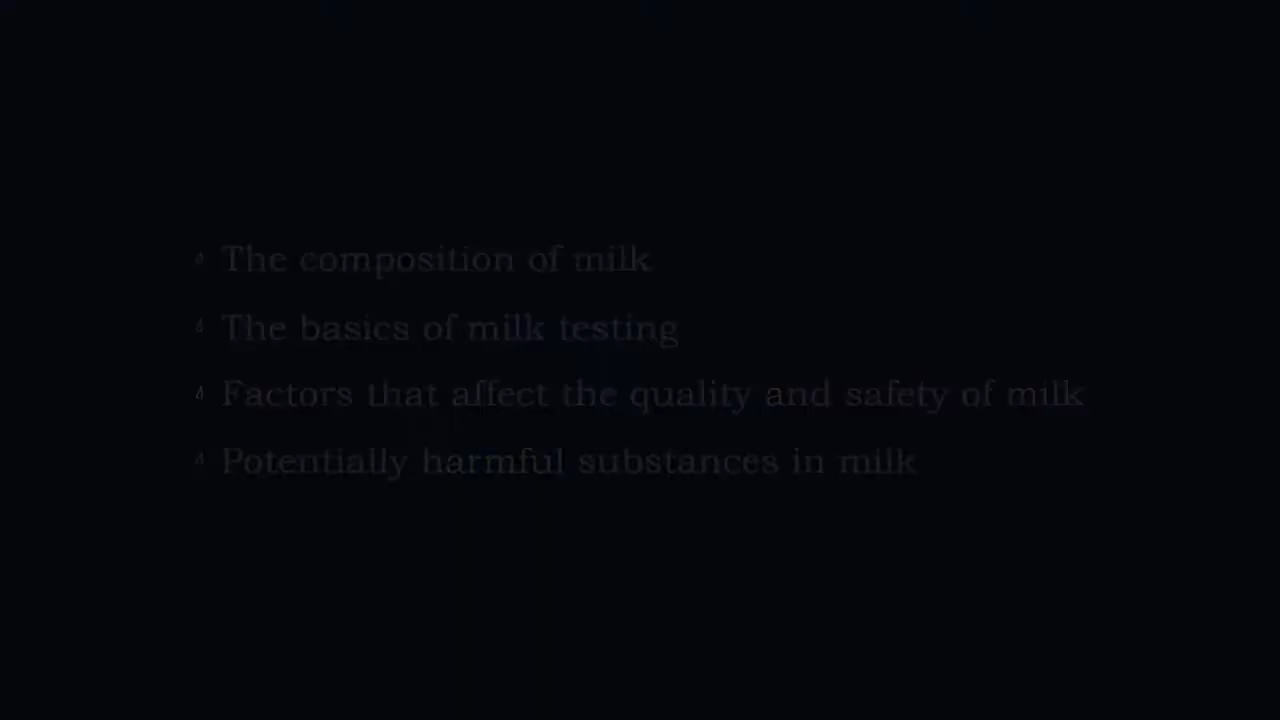 The composition of milk
The basics of milk testing
Factors that affect the quality and safety of milk
Potentially harmful substances in milk